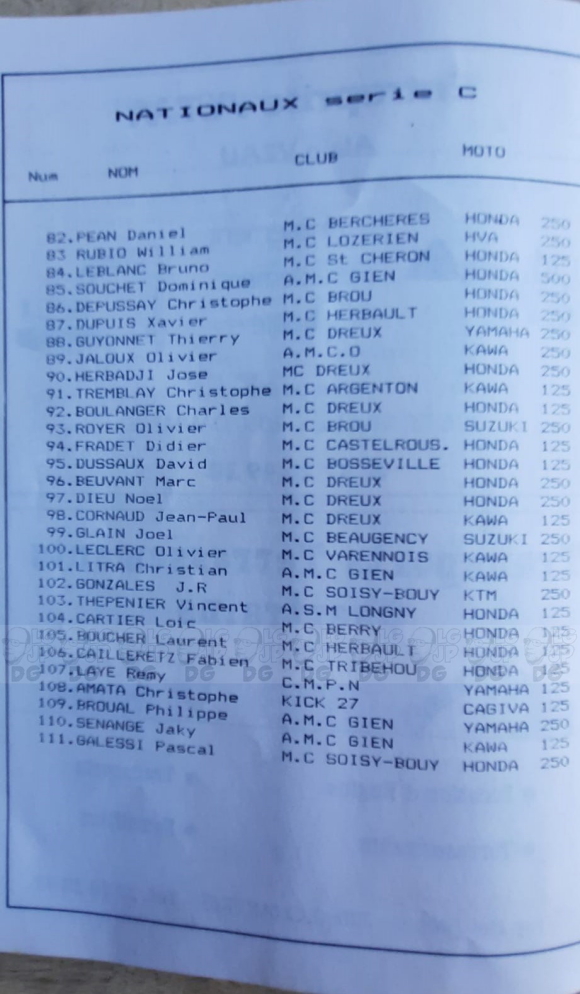 NATIONAUX serie C
Num NOM CLUB MOTO
82.PEAN Daniel M.C BERCHERES HONDA 250
83 RUBIO William M.C LOZERIEN HVA 250
84.LEBLANC Bruno M.C St CHERON HONDA 125
85.SOUCHET Dominique A.M.C GIEN HONDA 500
86.DEPUSSAY Christophe M.C BROU HONDA 250
87.DUPUIS Xavier M.C HERBAULT HONDA 250
88.GUYONNET Thierry M.C DREUX YAMAHA 250
89.JALOUX Olivier A.M.C.O KAWA 250
90.HERBADJI Jose MC DREUX HONDA 250
91.TREMBLAY Christophe M.C ARGENTON KAWA 125
92.BOULANGER Charles M.C DREUX HONDA 125
93.ROYER Olivier M.C BROU SUZUKI 250
94.FRADET Didier M.C CASTELROUS. HONDA 125
95.DUSSAUX David M.C BOSSEVILLE HONDA 125
96.BEUVANT Marc M.C DREUX HONDA 250
97.DIEU Noel M.C DREUX HONDA 250
98.CORNAUD Jean-Paul M.C DREUX KAWA 125
99.GLAIN Joel M.C BEAUGENCY SUZUKI 250
100.LECLERC Olivier M.C VARENNOIS KAWA 125
101.LITRA Christian A.M.C GIEN KAWA 125
102.GONZALES J.R M.C SOISY-BOUY KTM 250
103.THEPENIER Vincent A.S.M LONGNY HONDA 125
104.CARTIER Loic M.C BERRY HONDA 125
105.BOUCHER Laurent M.C HERBAULT HONDA 125
106.CAILLERETZ Fabien M.C TRIBEHOU HONDA 125
107.LAYE Remy C.M.P.N YAMAHA 125
108.AMATA Christophe KICK 27 CAGIVA 125
109.BROUAL Philippe A.M.C GIEN YAMAHA 250
110.SENANGE Jaky A.M.C GIEN KAWA 125
111.GALESSI Pascal M.C SOISY-BOUY HONDA 250